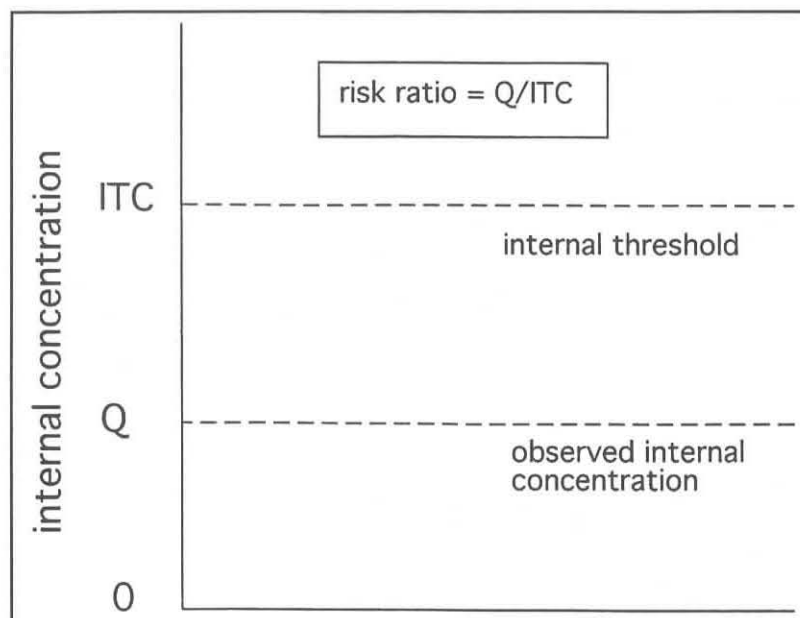 risk ratio = Q/ITC
ITC
internal threshold
internal concentration
Q
observed internal
concentration
0